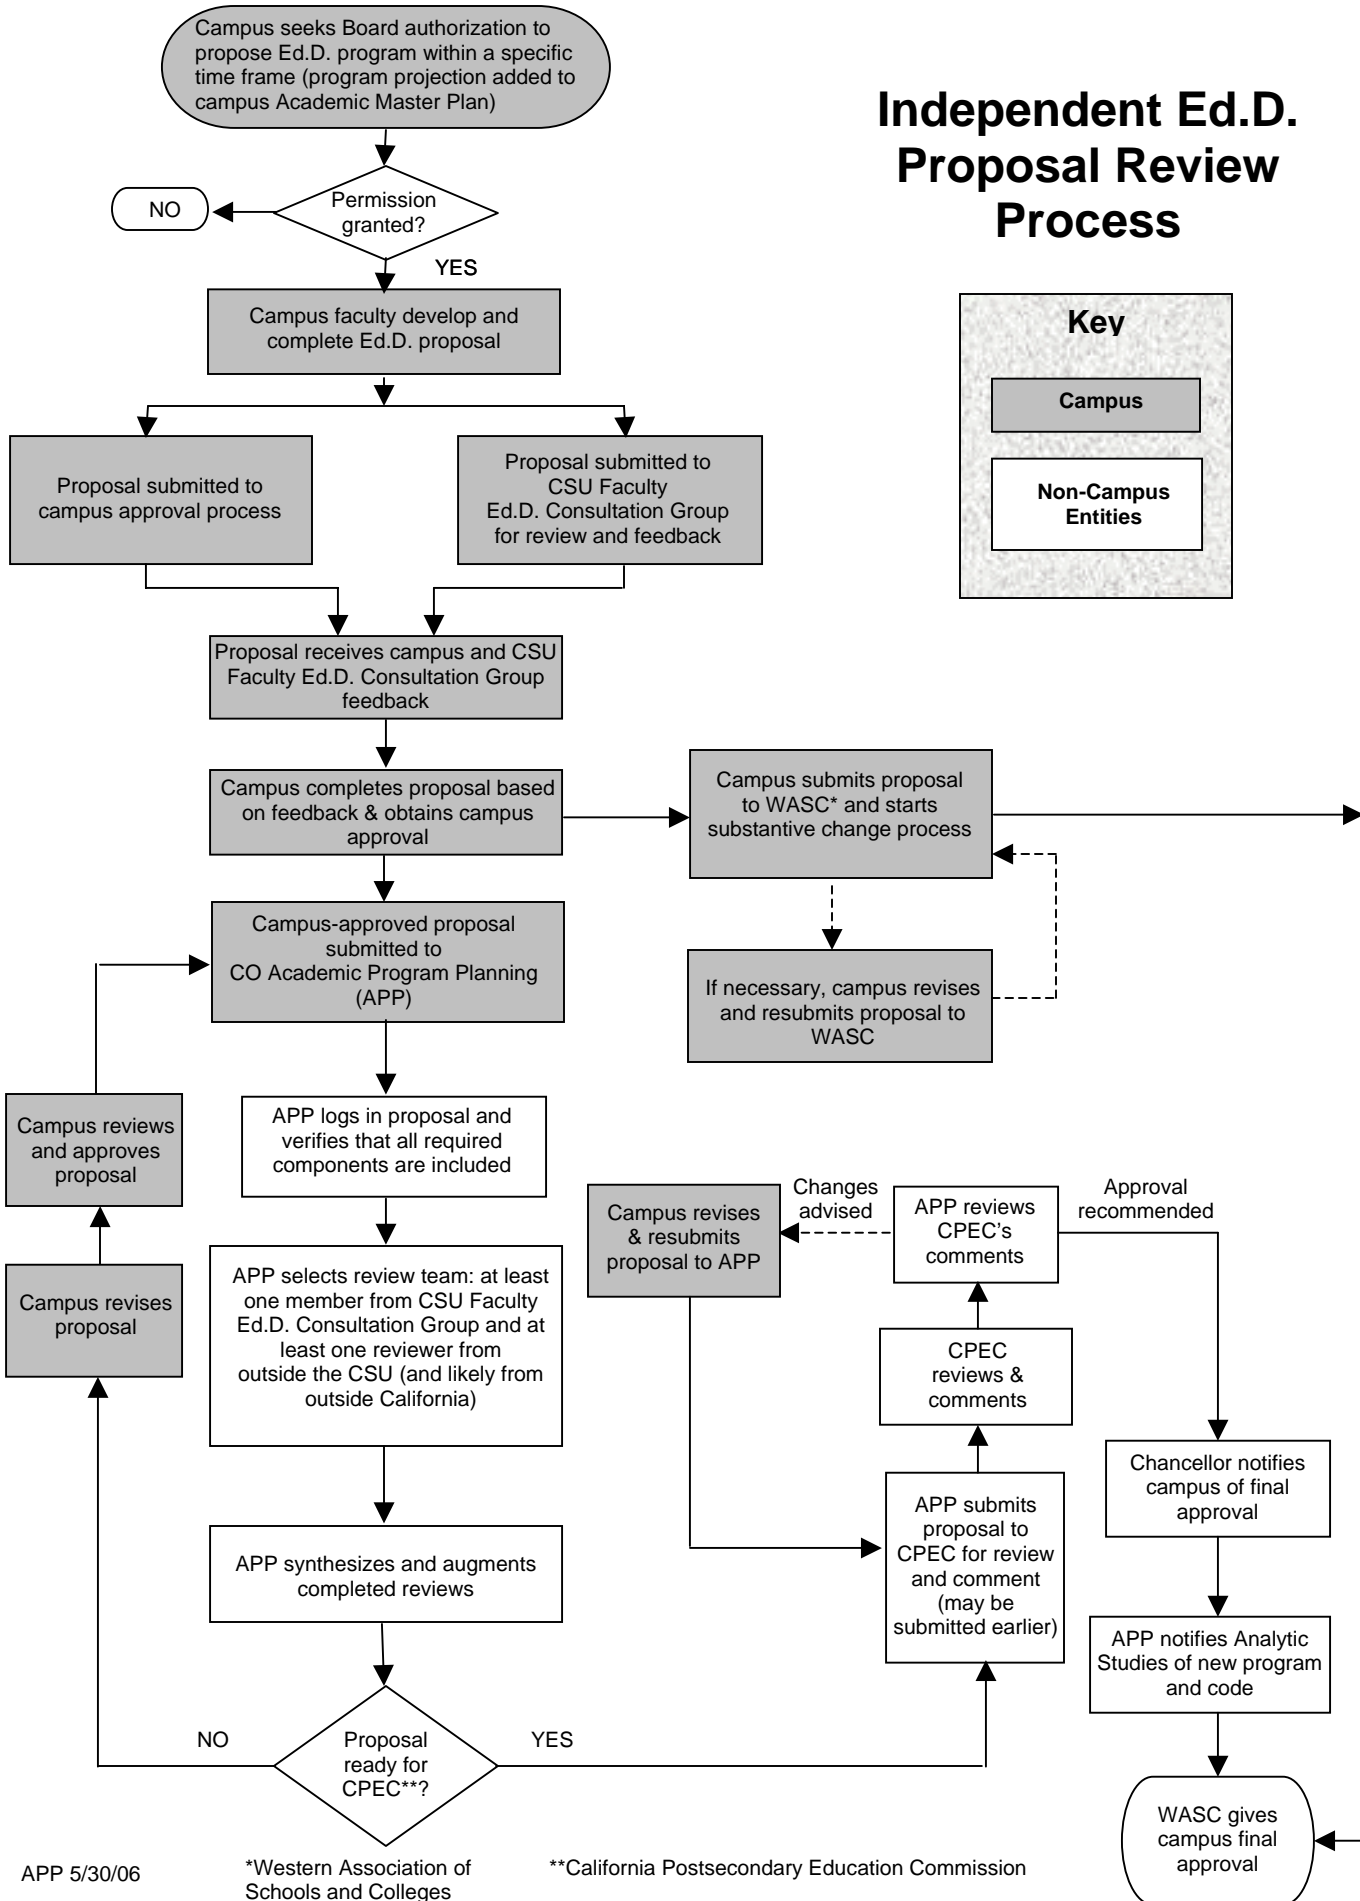 Campus seeks Board authorization to
propose Ed.D. program within a specific
time frame (program projection added to
campus Academic Master Plan)
Independent Ed.D.
Proposal Review
Process
Permission
granted?
NO
YES
Key
Campus
Non-Campus
Entities
Campus faculty develop and
complete Ed.D. proposal
Proposal submitted to
campus approval process
Proposal submitted to
CSU Faculty
Ed.D. Consultation Group
for review and feedback
Proposal receives campus and CSU
Faculty Ed.D. Consultation Group
feedback
Campus completes proposal based
on feedback & obtains campus
approval
Campus submits proposal
to WASC* and starts
substantive change process
If necessary, campus revises
and resubmits proposal to
WASC
Campus-approved proposal
submitted to
CO Academic Program Planning
(APP)
APP logs in proposal and
verifies that all required
components are included
Campus reviews
and approves
proposal
Campus revises
proposal
APP selects review team: at least
one member from CSU Faculty
Ed.D. Consultation Group and at
least one reviewer from
outside the CSU (and likely from
outside California)
APP synthesizes and augments
completed reviews
Proposal
ready for
CPEC**?
NO
YES
Campus revises
& resubmits
proposal to APP
Changes
advised
APP reviews
CPEC's
comments
Approval
recommended
CPEC
reviews &
comments
APP submits
proposal to
CPEC for review
and comment
(may be
submitted earlier)
Chancellor notifies
campus of final
approval
APP notifies Analytic
Studies of new program
and code
WASC gives
campus final
approval
APP 5/30/06
*Western Association of
Schools and Colleges
**California Postsecondary Education Commission